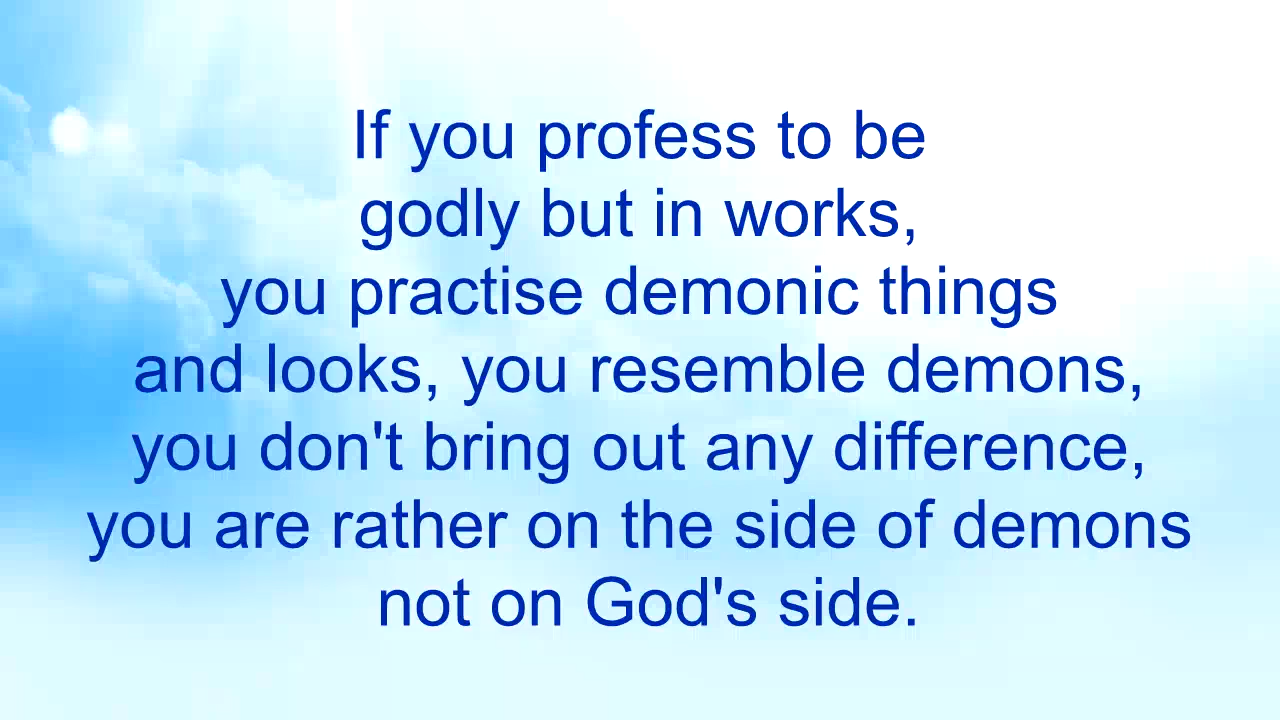 If you profess to be
godly but in works,
you practise demonic things
and looks, you resemble demons,
you don't bring out any difference,
you are rather on the side of demons
not on God's side.